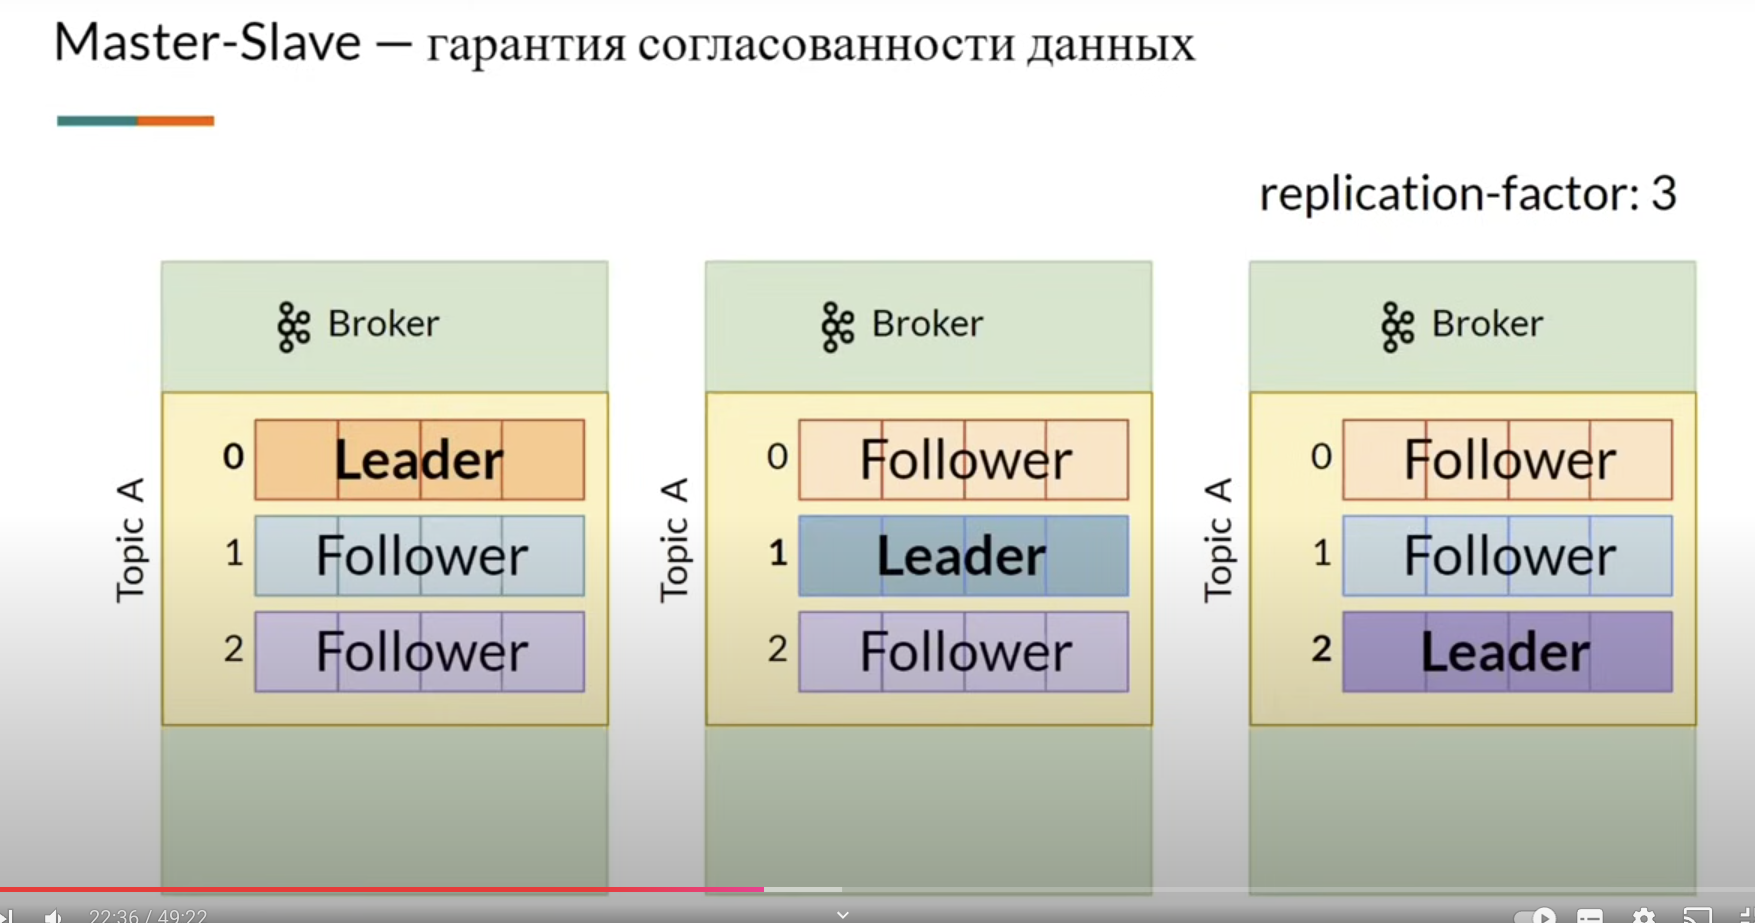 Master-Slave — гарантия согласованности данных
replication-factor: 3
Broker
Topic A
0 Leader
1 Follower
2 Follower
Broker
Topic A
0 Follower
1 Leader
2 Follower
Broker
Topic A
0 Follower
1 Follower
2 Leader
22:36 / 49:22